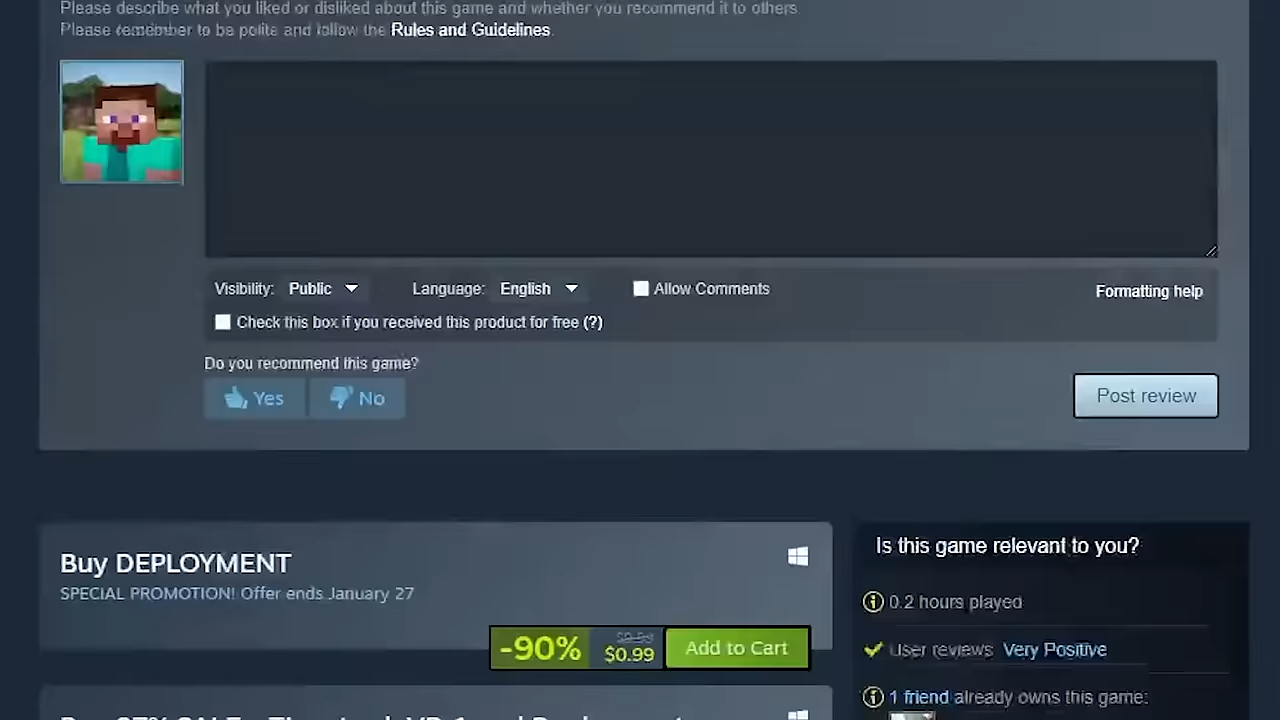 Please describe what you liked or disliked about this game and whether you recommend it to others.
Please remember to be polite and follow the Rules and Guidelines.
Visibility: Public
Language: English
Allow Comments
Formatting help
Check this box if you received this product for free (?)
Do you recommend this game?
Yes
No
Post review
Buy DEPLOYMENT
SPECIAL PROMOTION! Offer ends January 27
-90%
$9.99
$0.99
Add to Cart
Is this game relevant to you?
0.2 hours played
User reviews Very Positive
1 friend already owns this game: